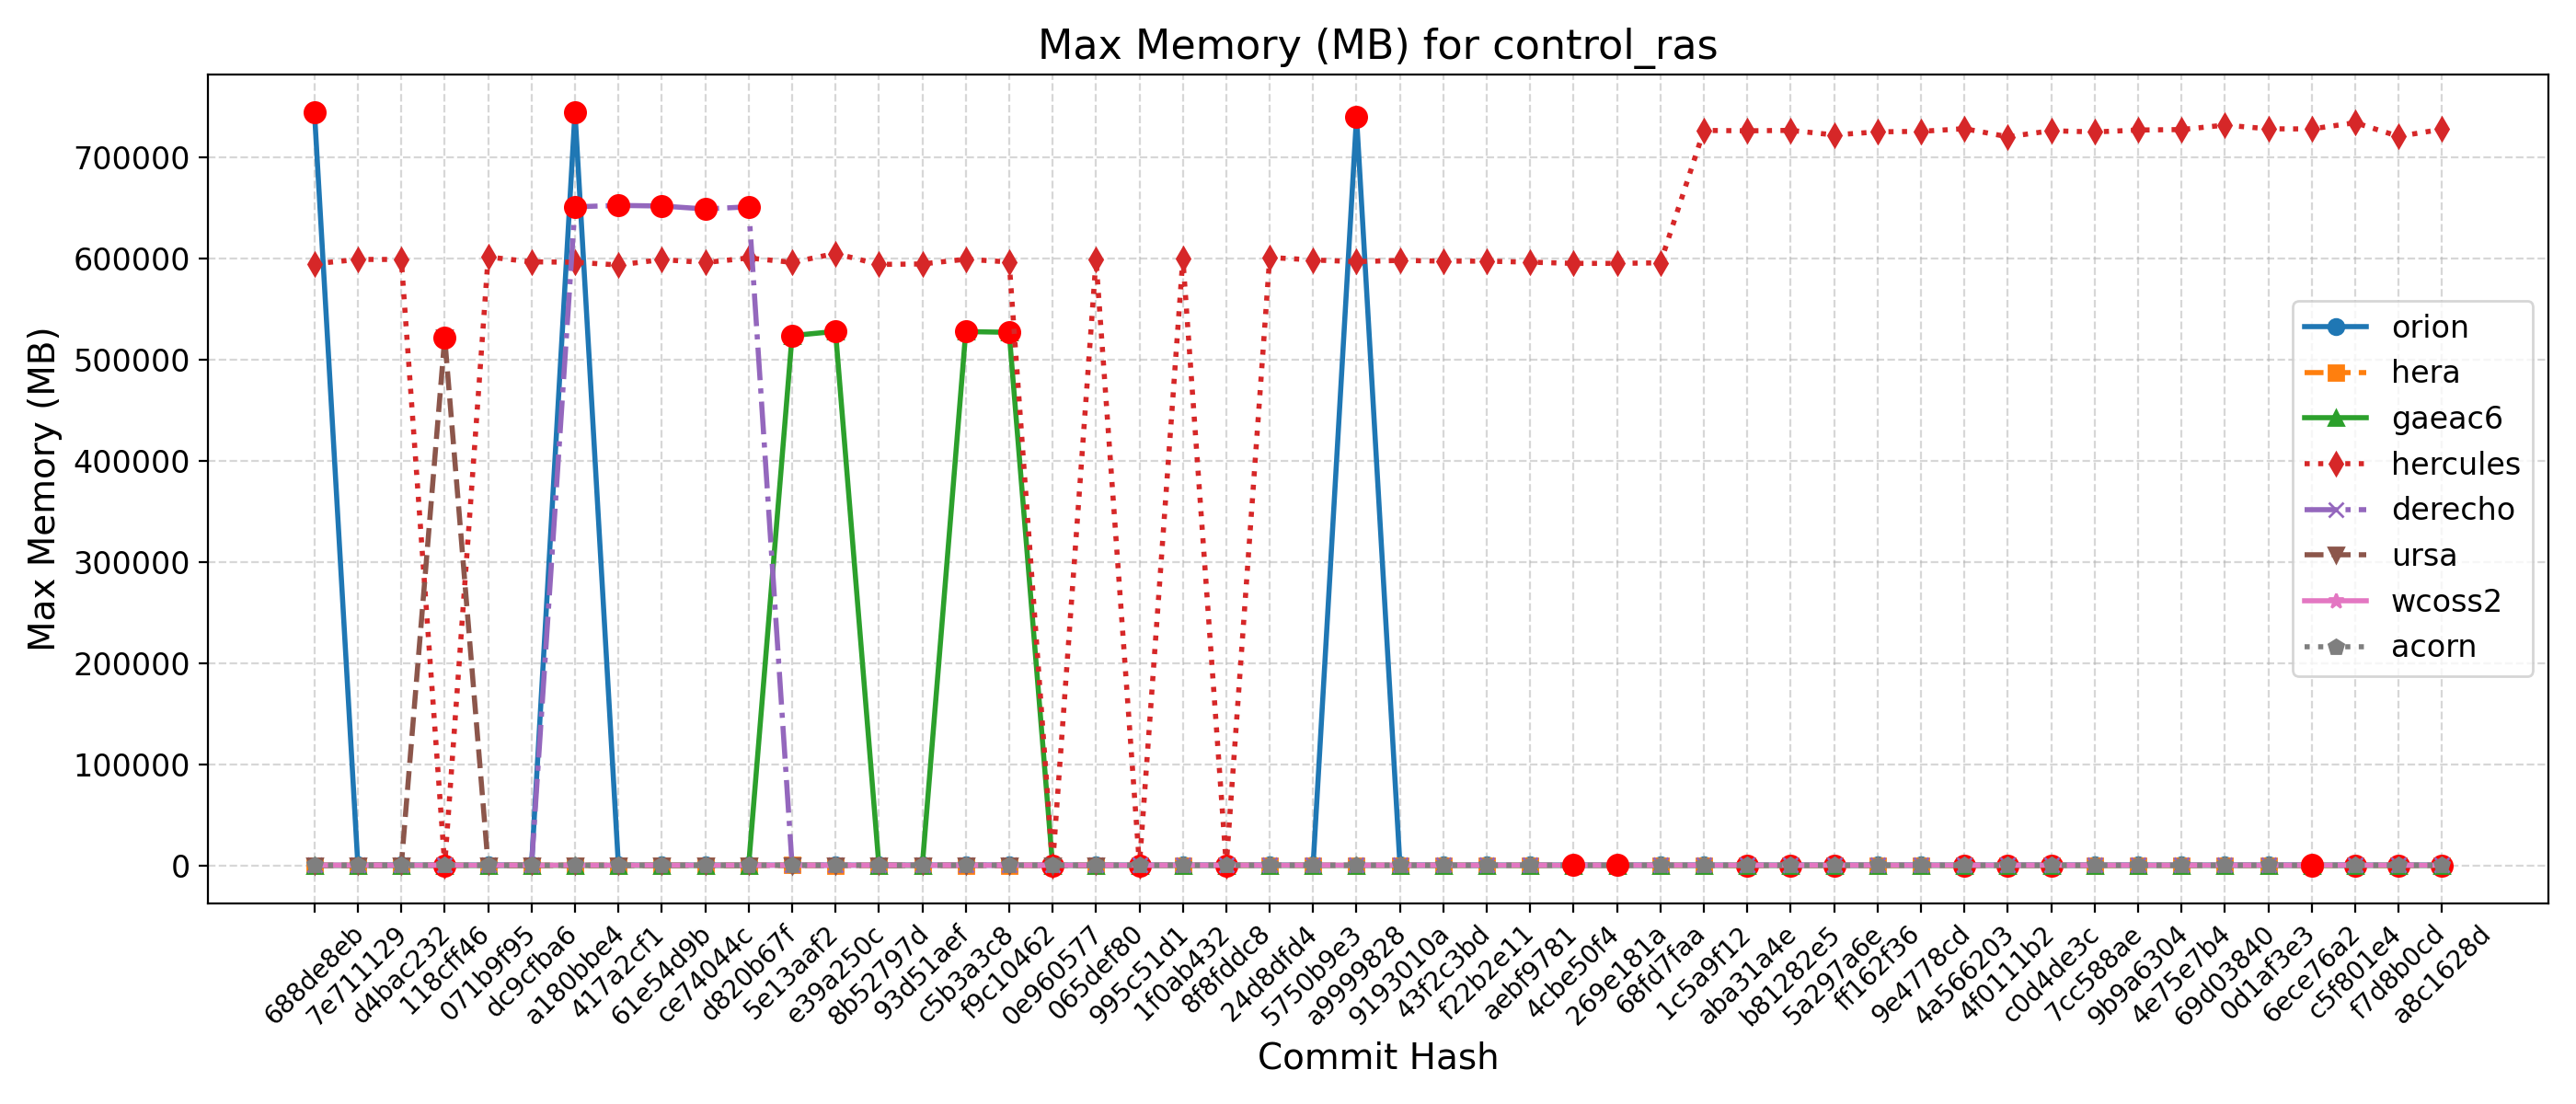 Max Memory (MB) for control_ras
Max Memory (MB)
700000
600000
500000
400000
300000
200000
100000
0
orion
hera
gaeac6
hercules
derecho
ursa
wcoss2
acorn
688de8eb
7e711129
d4bac232
118cff46
071b9f95
dc9cfba6
a180bbe4
417a2cf1
61e54d9b
ce74044c
d820b67f
5e13aaf2
e39a250c
8b52797d
93d51aef
c5b3a3c8
f9c10462
0e960577
065def80
995c51d1
1f0ab432
8f8fddc8
24d8dfd4
5750b9e3
a9999828
9193010a
43f2c3bd
f22b2e11
aebf9781
4cbe50f4
269e181a
68fd7faa
1c5a9f12
aba31a4e
b81282e5
5a297a6e
ff162f36
9e4778cd
4a566203
4f0111b2
c0d4de3c
7cc588ae
9b9a6304
4e75e7b4
69d03840
0d1af3e3
6ece76a2
c5f801e4
f7d8b0cd
a8c1628d
Commit Hash